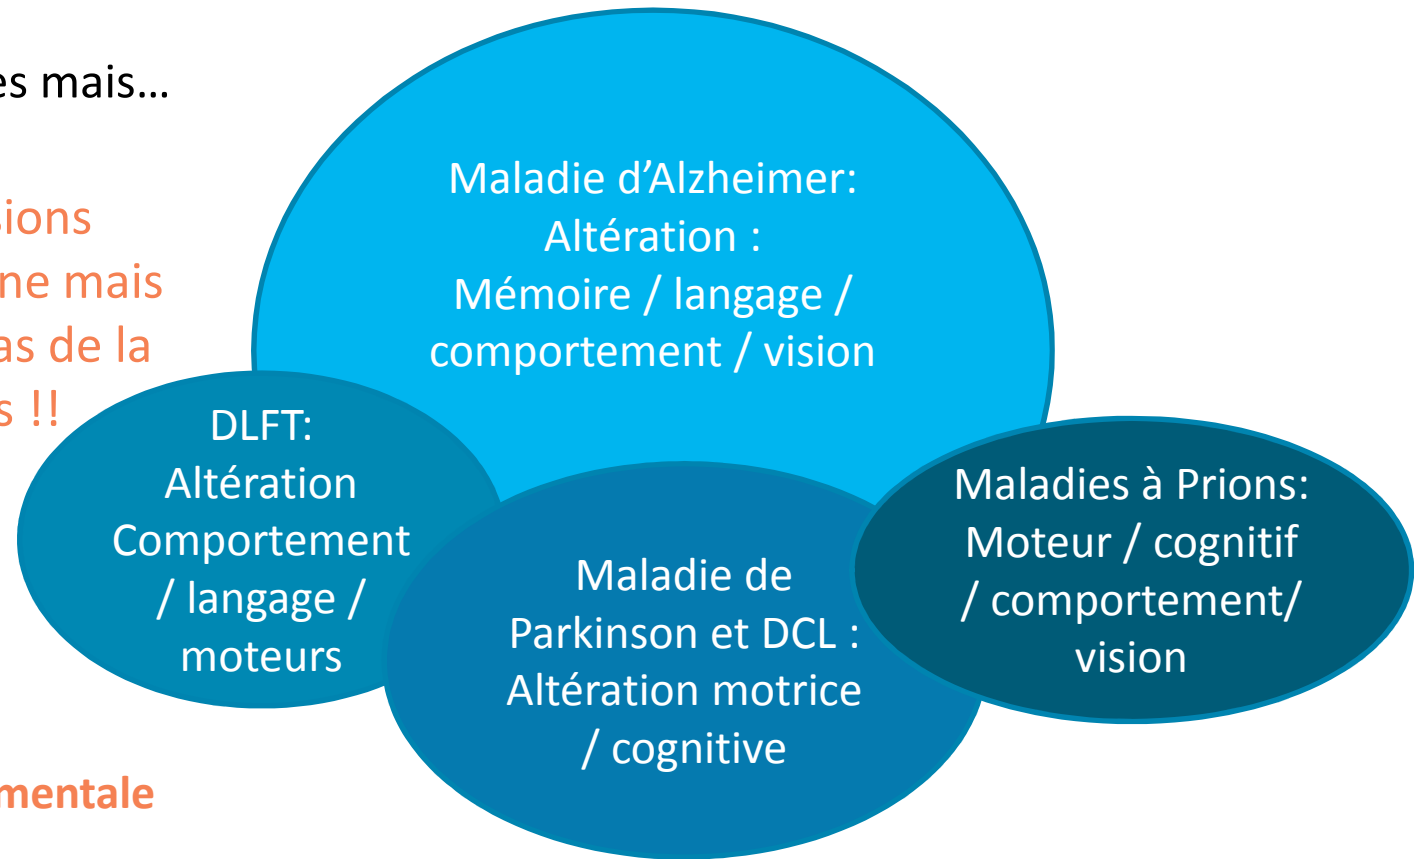 es mais…
sions
ne mais
as de la
s !!
mentale
Maladie d’Alzheimer:
Altération :
Mémoire / langage /
comportement / vision
DLFT:
Altération
Comportement
/ langage /
moteurs
Maladie de
Parkinson et DCL :
Altération motrice
/ cognitive
Maladies à Prions:
Moteur / cognitif
/ comportement/
vision